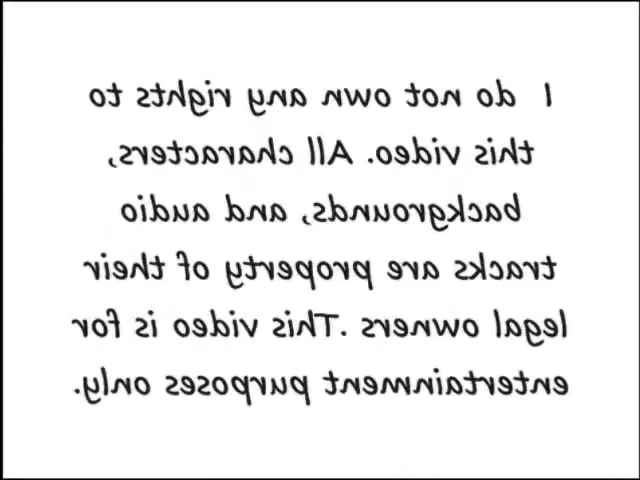 I do not own any rights to
this video. All characters,
backgrounds, and audio
tracks are property of their
legal owners. This video is for
entertainment purposes only.